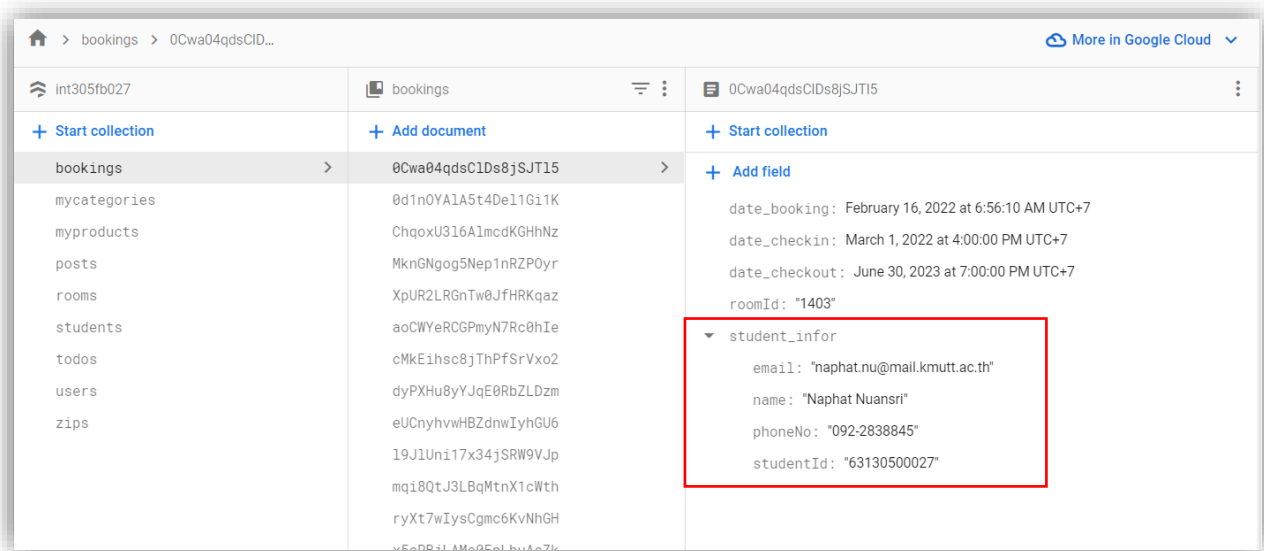 bookings > 0Cwa04qdsClD...
More in Google Cloud
int305fb027
bookings
0Cwa04qdsClDs8jSJTl5
+ Start collection
+ Add document
+ Start collection
bookings
mycategories
myproducts
posts
rooms
students
todos
users
zips
0Cwa04qdsClDs8jSJTl5
0d1nOYAlA5t4Del1Gi1K
ChqoxU3l6AlmcdKGHhNz
MknGNgog5Nep1nRZPOyr
XpUR2LRGnTw0JfHRKqaz
aoCWYeRCGPmyN7Rc0hIe
cMkEihsc8jThPfSrVxo2
dyPXHu8yYJqE0RbZLDzm
eUCnyhvwHBZdnwIyhGU6
l9JlUni17x34jSRW9VJp
mqi8QtJ3LBqMtnX1cWth
ryXt7wIysCgmc6KvNhGH
+ Add field
date_booking: February 16, 2022 at 6:56:10 AM UTC+7
date_checkin: March 1, 2022 at 4:00:00 PM UTC+7
date_checkout: June 30, 2023 at 7:00:00 PM UTC+7
roomId: "1403"
student_infor
email: "naphat.nu@mail.kmutt.ac.th"
name: "Naphat Nuansri"
phoneNo: "092-2838845"
studentId: "63130500027"